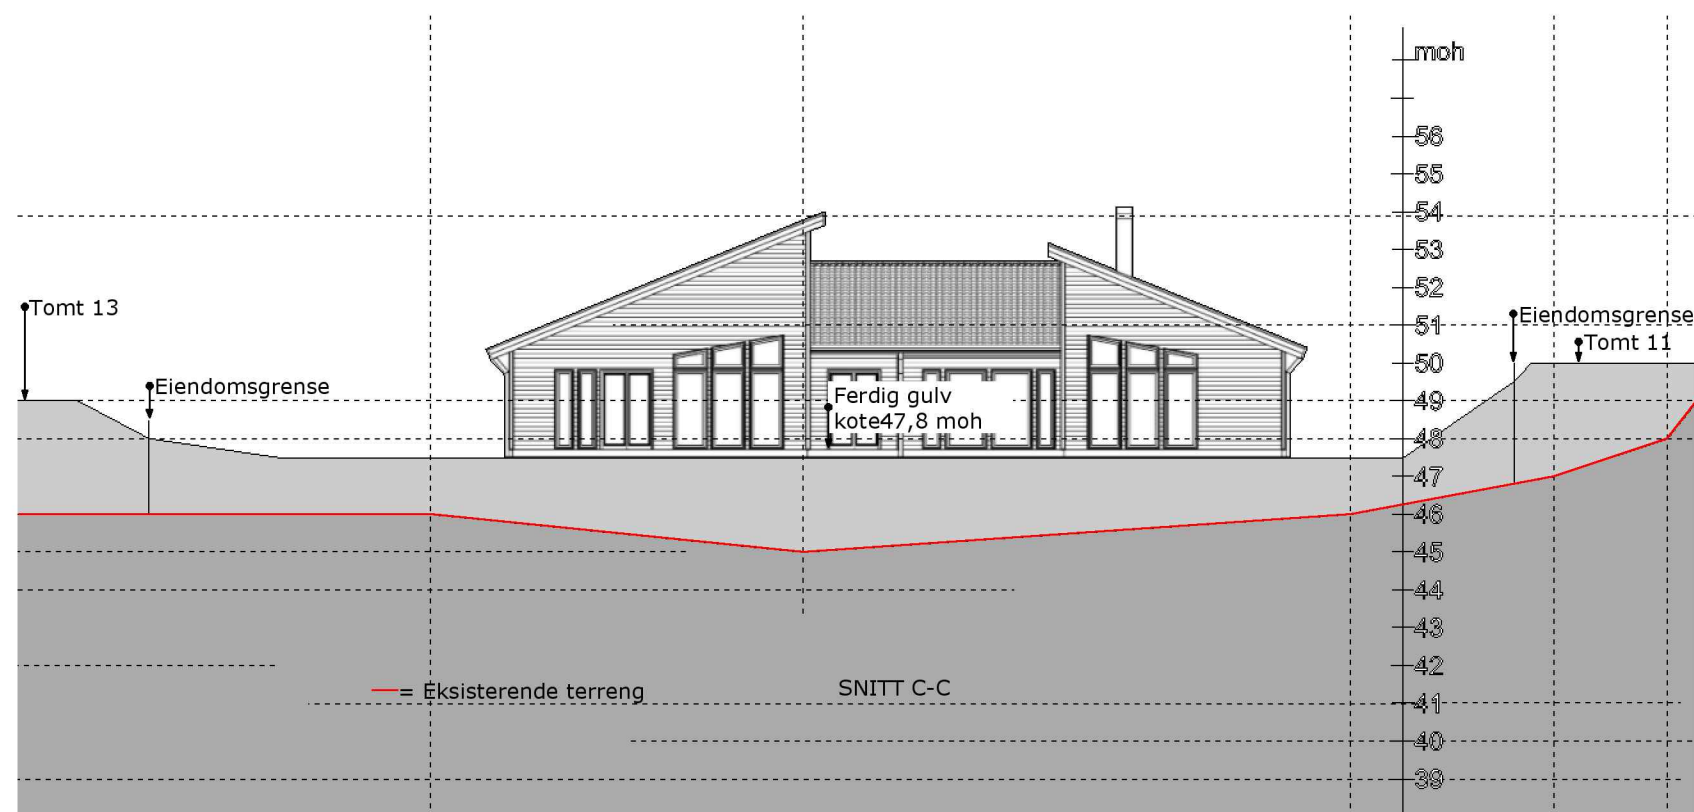 moh
56
55
54
53
52
Tomt 13
Eiendomsgrense
51
Tomt 11
50
Eiendomsgrense
Ferdig gulv
49
kote47,8 moh
48
47
46
45
44
43
42
= Eksisterende terreng
SNITT C-C
41
40
39